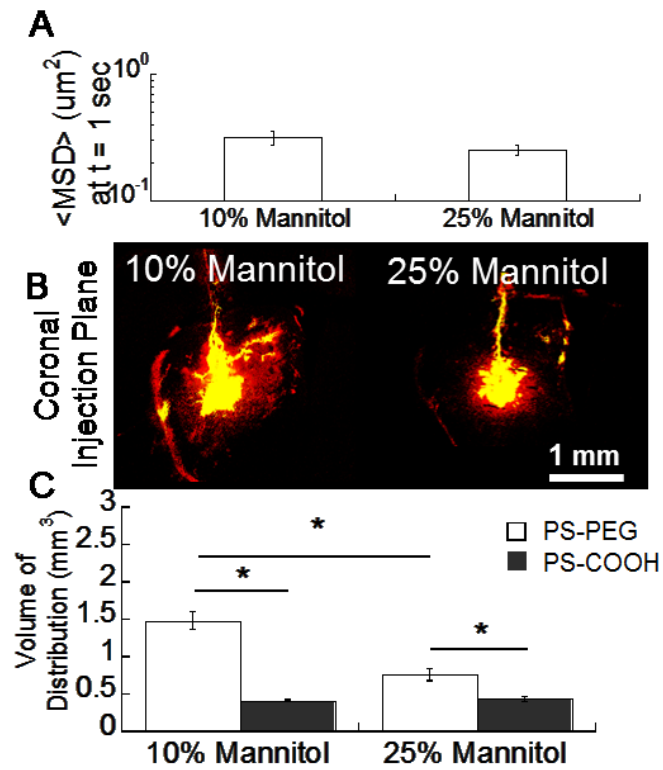 A
<MSD> (um²)
at t = 1 sec
10⁰
10⁻¹
10% Mannitol 25% Mannitol
B
Coronal
Injection Plane
10% Mannitol 25% Mannitol
1 mm
C
Volume of
Distribution (mm³)
3
2.5
2
1.5
1
0.5
0
*
*
*
PS-PEG
PS-COOH
10% Mannitol 25% Mannitol